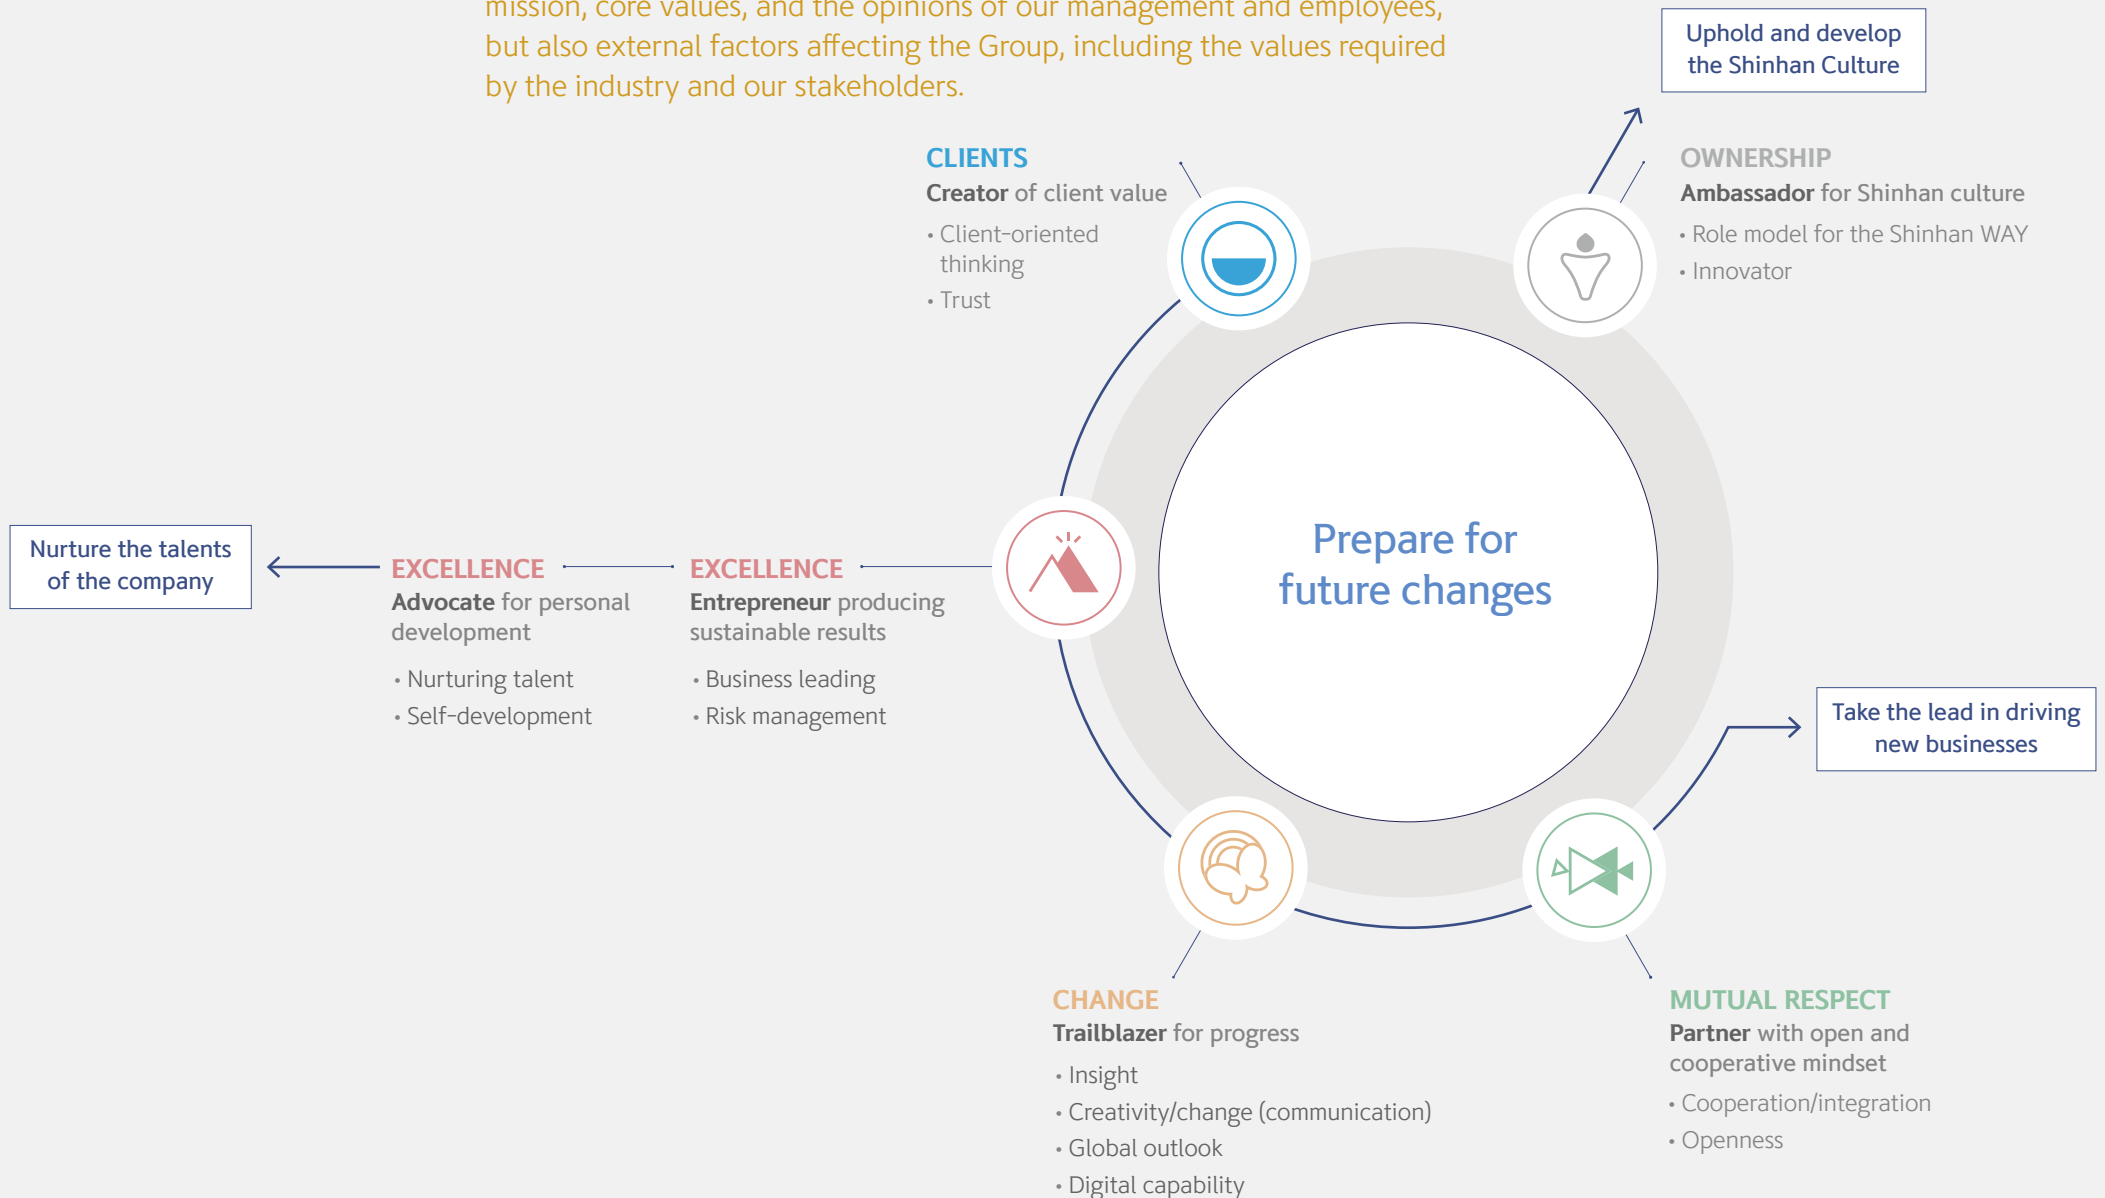 mission, core values, and the opinions of our management and employees,
but also external factors affecting the Group, including the values required
by the industry and our stakeholders.
Uphold and develop
the Shinhan Culture
CLIENTS
Creator of client value
• Client-oriented
thinking
• Trust
OWNERSHIP
Ambassador for Shinhan culture
• Role model for the Shinhan WAY
• Innovator
Prepare for
future changes
Nurture the talents
of the company
EXCELLENCE
Advocate for personal
development
• Nurturing talent
• Self-development
EXCELLENCE
Entrepreneur producing
sustainable results
• Business leading
• Risk management
Take the lead in driving
new businesses
CHANGE
Trailblazer for progress
• Insight
• Creativity/change (communication)
• Global outlook
• Digital capability
MUTUAL RESPECT
Partner with open and
cooperative mindset
• Cooperation/integration
• Openness